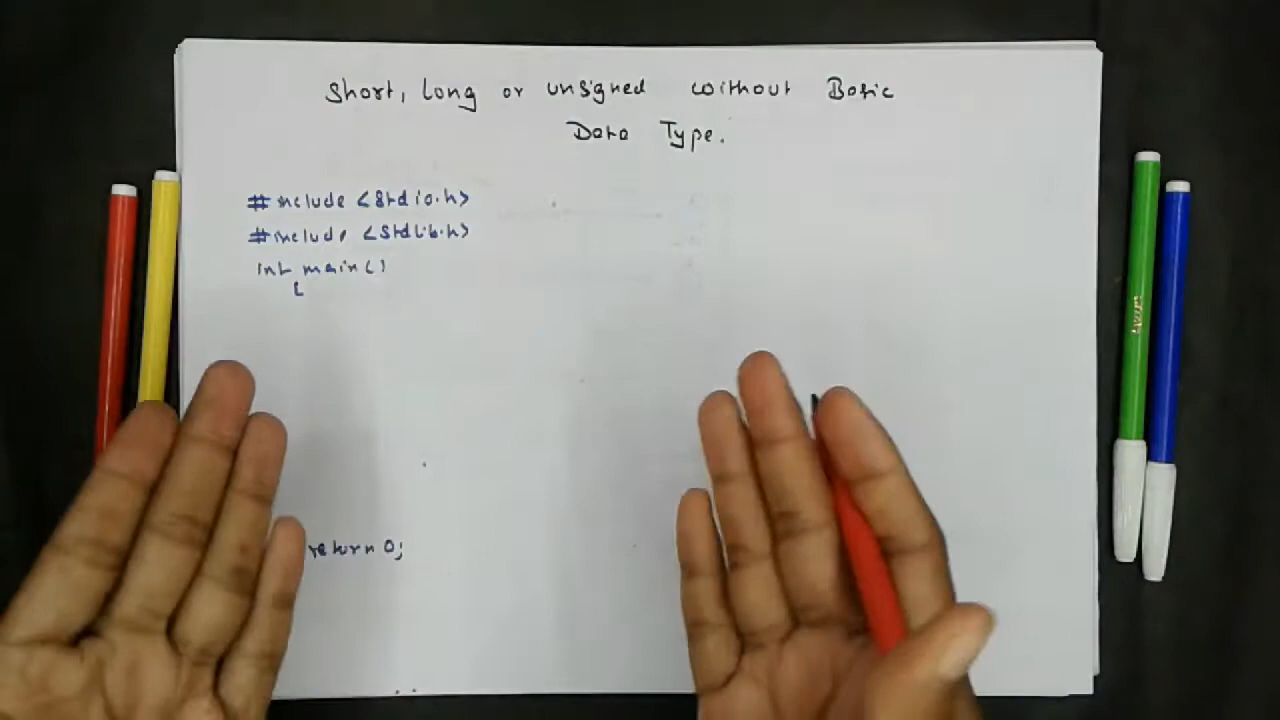 Short, long or unsigned without Basic
Data Type.
#include <stdio.h>
#include <stdlib.h>
int main()
{
return 0;